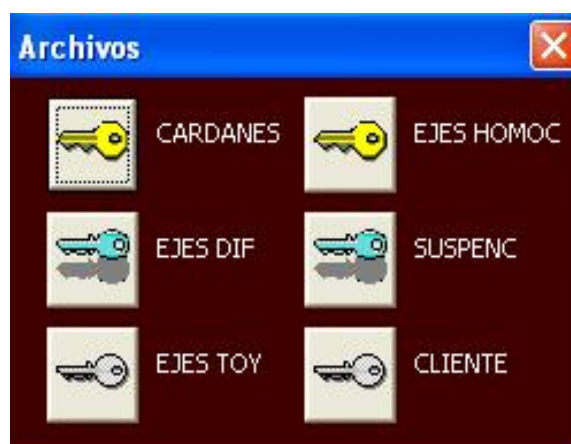 Archivos
CARDANES
EJES HOMOC
EJES DIF
SUSPENC
EJES TOY
CLIENTE